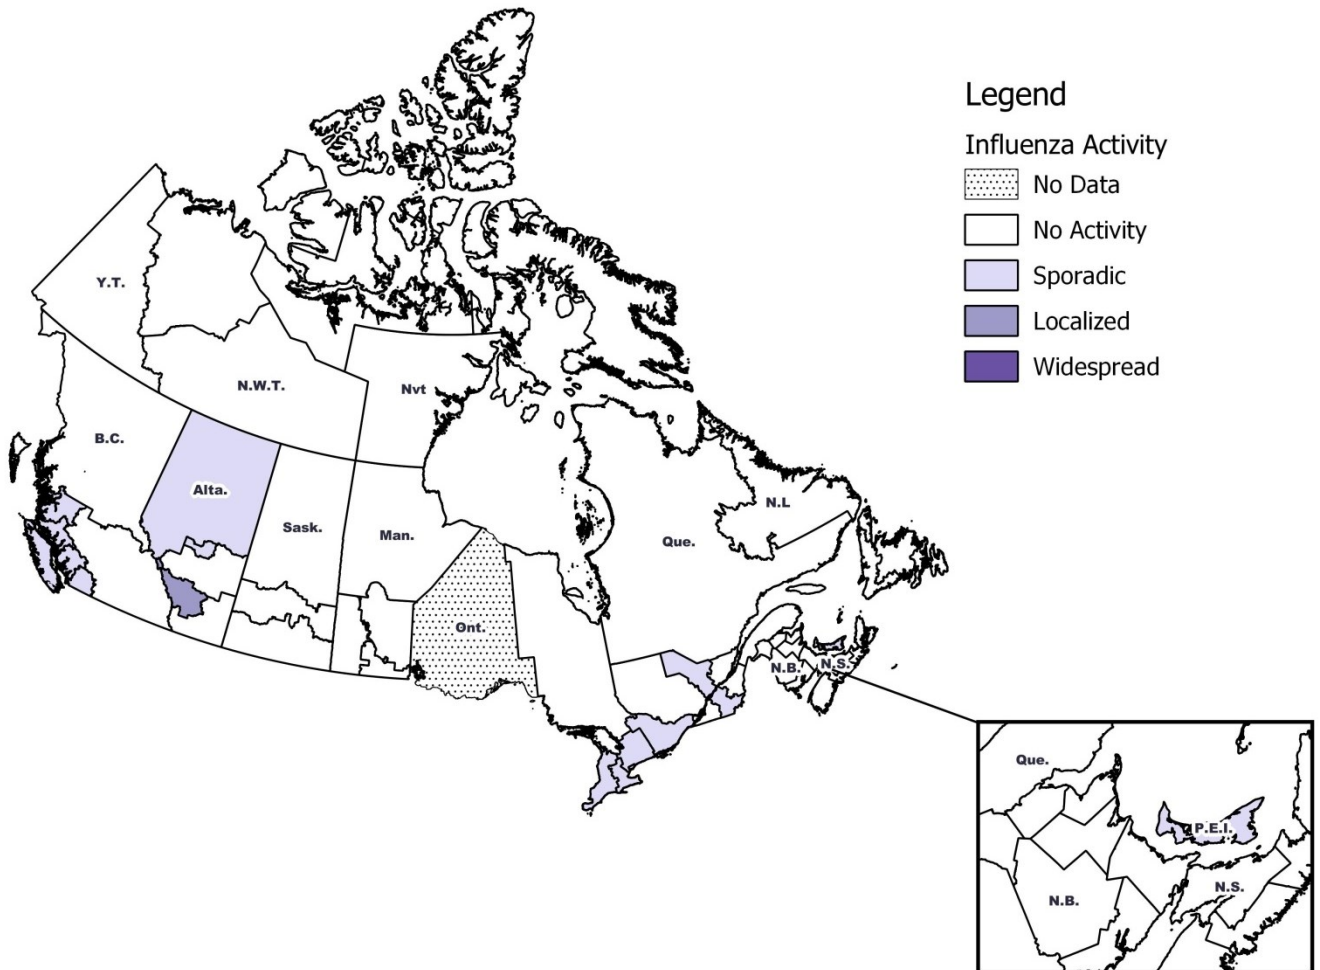 Legend
Influenza Activity
No Data
No Activity
Sporadic
Localized
Widespread
Y.T.
N.W.T.
Nvt
B.C.
Alta.
Sask.
Man.
Ont.
Que.
N.L
N.B.
N.S.
Que.
P.E.I.
N.B.
N.S.